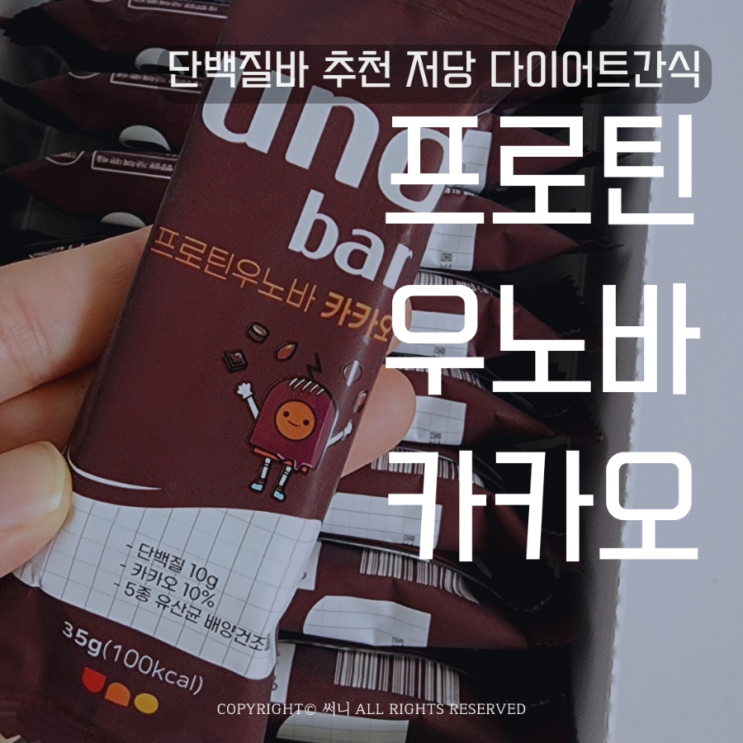 단백질바 추천 저당 다이어트간식
프로틴
우노바
카카오
uno
bar
프로틴우노바 카카오
- 단백질 10g
- 카카오 10%
- 5종 유산균 배양건조
35g(100kcal)
COPYRIGHT© 써니 ALL RIGHTS RESERVED